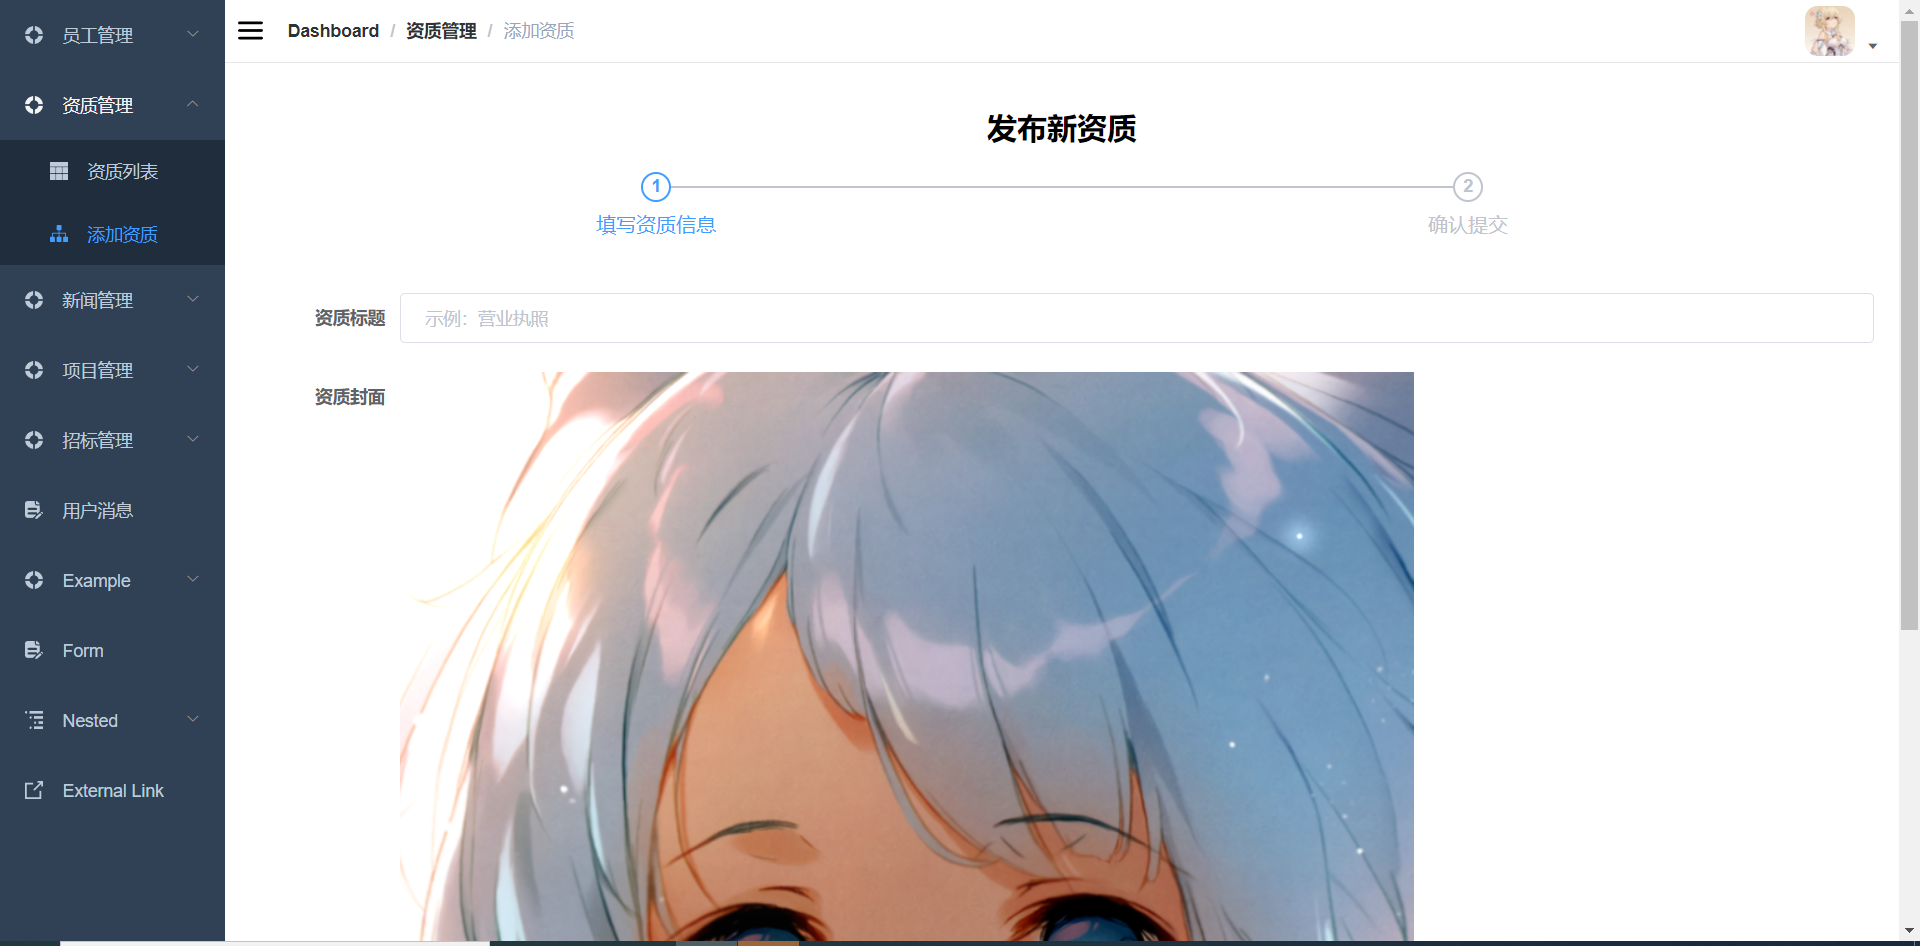 员工管理
资质管理
资质列表
添加资质
新闻管理
项目管理
招标管理
用户消息
Example
Form
Nested
External Link
Dashboard / 资质管理 / 添加资质
发布新资质
1
填写资质信息
2
确认提交
资质标题
示例：营业执照
资质封面